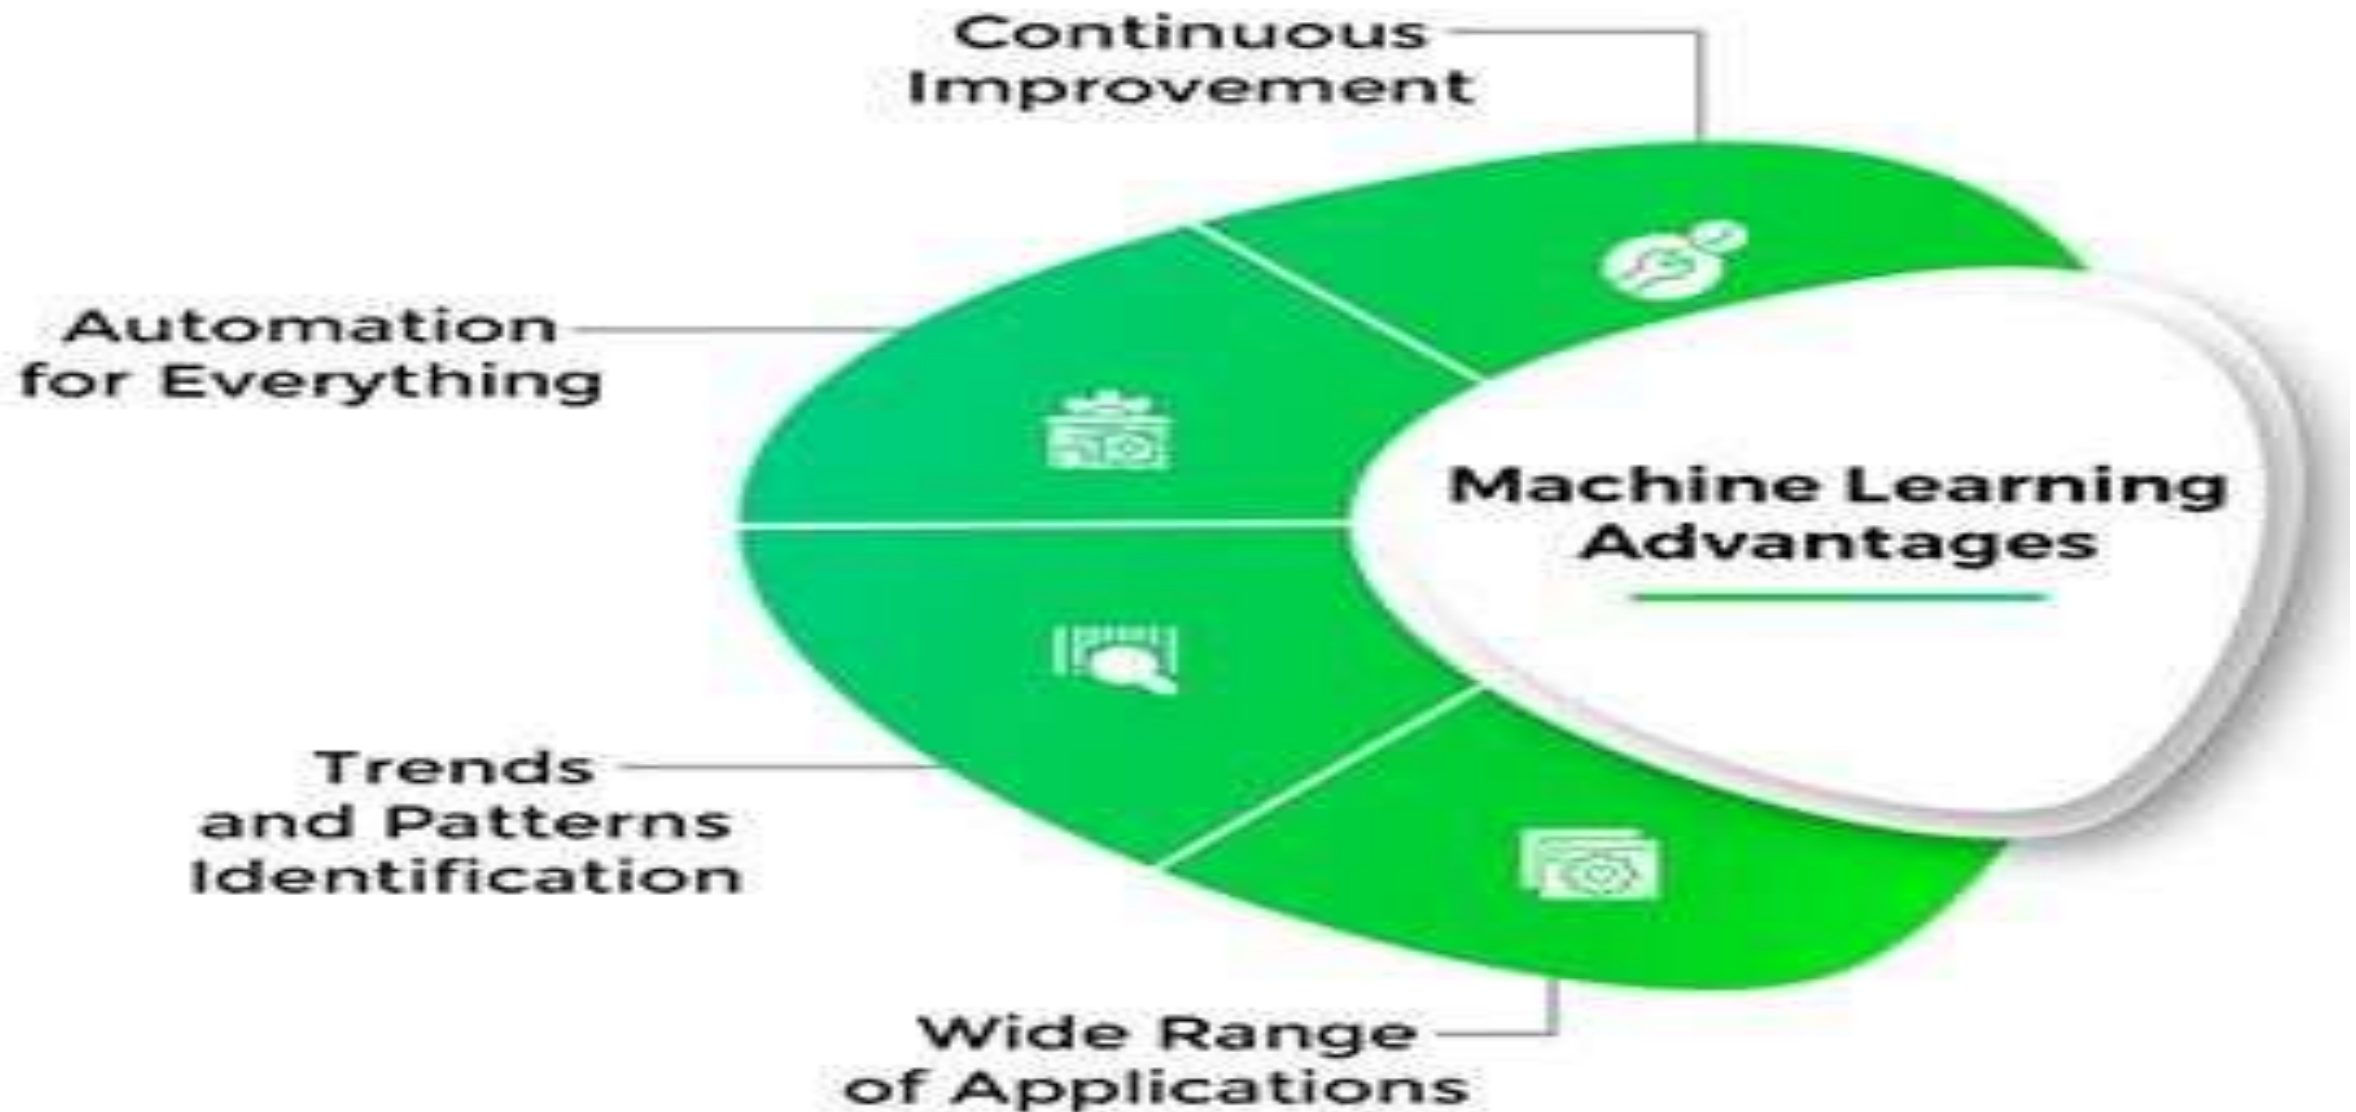 Continuous
Improvement
Automation
for Everything
Machine Learning
Advantages
Trends
and Patterns
Identification
Wide Range
of Applications